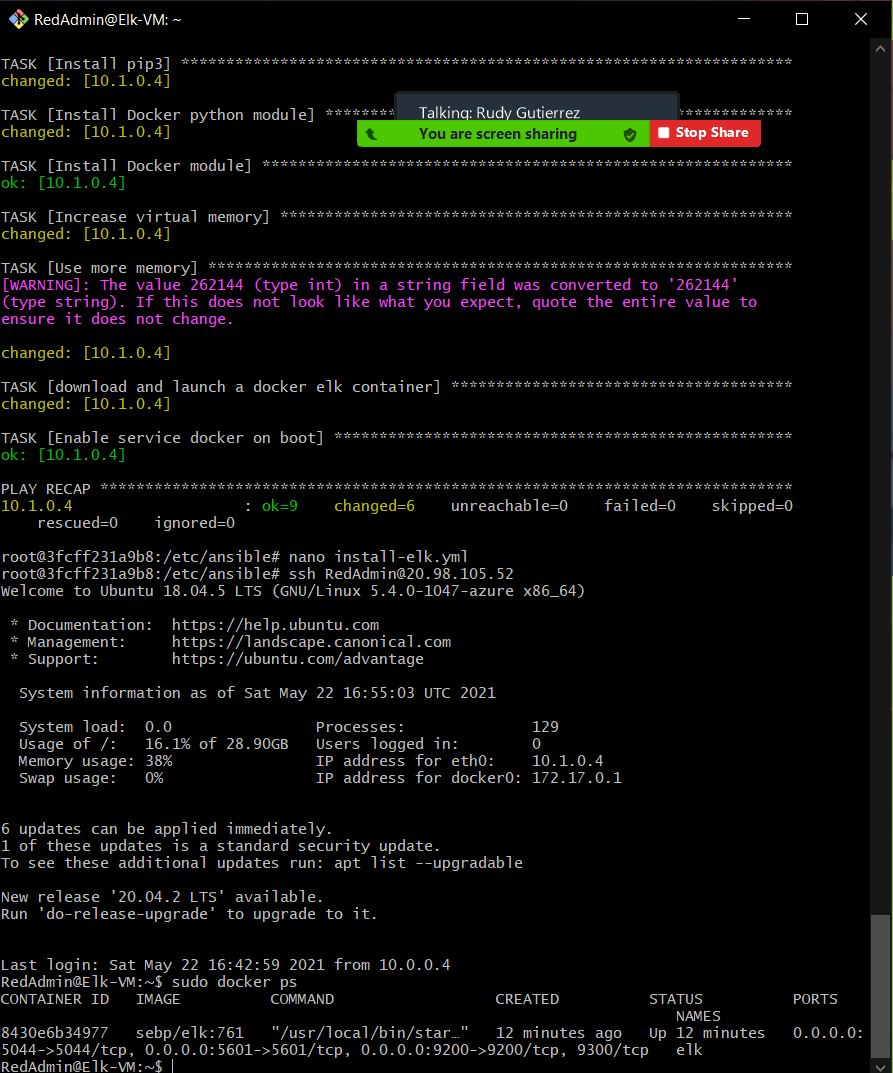 RedAdmin@Elk-VM: ~
TASK [Install pip3] ********************************************************************
changed: [10.1.0.4]
TASK [Install Docker python module] ********
************
Talking: Rudy Gutierrez
You are screen sharing
Stop Share
changed: [10.1.0.4]
TASK [Install Docker module] ***********************************************************
ok: [10.1.0.4]
TASK [Increase virtual memory] *********************************************************
changed: [10.1.0.4]
TASK [Use more memory] *****************************************************************
[WARNING]: The value 262144 (type int) in a string field was converted to '262144'
(type string). If this does not look like what you expect, quote the entire value to
ensure it does not change.
changed: [10.1.0.4]
TASK [download and launch a docker elk container] **************************************
changed: [10.1.0.4]
TASK [Enable service docker on boot] ***************************************************
ok: [10.1.0.4]
PLAY RECAP *****************************************************************************
10.1.0.4                   : ok=9    changed=6    unreachable=0    failed=0    skipped=0
    rescued=0    ignored=0
root@3fcff231a9b8:/etc/ansible# nano install-elk.yml
root@3fcff231a9b8:/etc/ansible# ssh RedAdmin@20.98.105.52
Welcome to Ubuntu 18.04.5 LTS (GNU/Linux 5.4.0-1047-azure x86_64)
 * Documentation:  https://help.ubuntu.com
 * Management:     https://landscape.canonical.com
 * Support:        https://ubuntu.com/advantage
  System information as of Sat May 22 16:55:03 UTC 2021
  System load:  0.0                Processes:              129
  Usage of /:   16.1% of 28.90GB   Users logged in:        0
  Memory usage: 38%                IP address for eth0:    10.1.0.4
  Swap usage:   0%                 IP address for docker0: 172.17.0.1
6 updates can be applied immediately.
1 of these updates is a standard security update.
To see these additional updates run: apt list --upgradable
New release '20.04.2 LTS' available.
Run 'do-release-upgrade' to upgrade to it.
Last login: Sat May 22 16:42:59 2021 from 10.0.0.4
RedAdmin@Elk-VM:~$ sudo docker ps
CONTAINER ID   IMAGE          COMMAND                  CREATED          STATUS          PORTS
                                                                           NAMES
8430e6b34977   sebp/elk:761   "/usr/local/bin/star…"   12 minutes ago   Up 12 minutes   0.0.0.0:
5044->5044/tcp, 0.0.0.0:5601->5601/tcp, 0.0.0.0:9200->9200/tcp, 9300/tcp   elk
RedAdmin@Elk-VM:~$